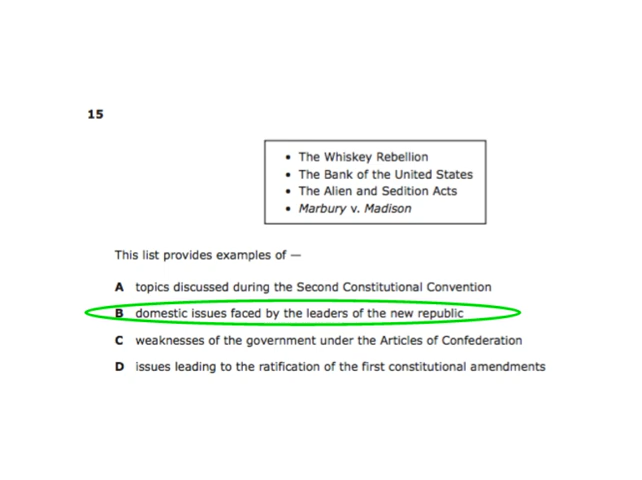 15
• The Whiskey Rebellion
• The Bank of the United States
• The Alien and Sedition Acts
• Marbury v. Madison
This list provides examples of —
A topics discussed during the Second Constitutional Convention
B domestic issues faced by the leaders of the new republic
C weaknesses of the government under the Articles of Confederation
D issues leading to the ratification of the first constitutional amendments